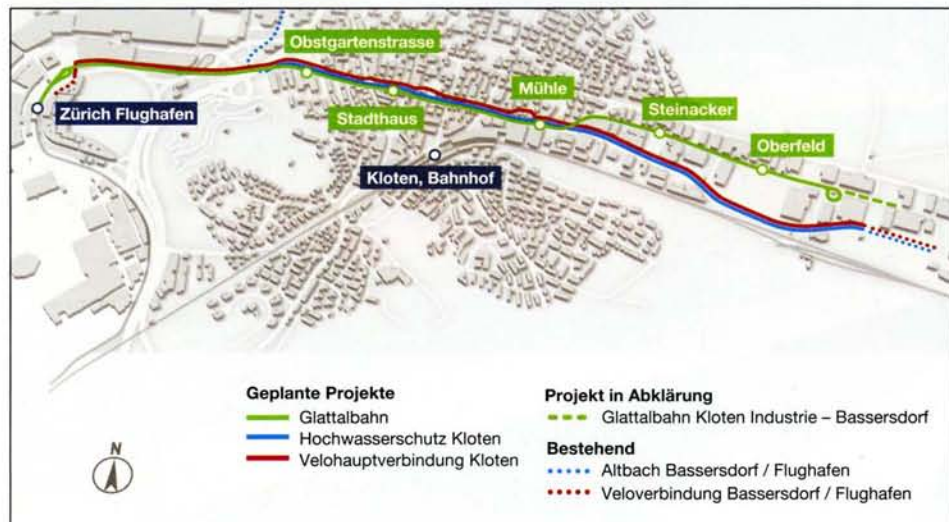 Obstgartenstrasse
Mühle
Steinacker
Zürich Flughafen
Stadthaus
Oberfeld
Kloten, Bahnhof
Geplante Projekte
Glattalbahn
Hochwasserschutz Kloten
Velohauptverbindung Kloten
Projekt in Abklärung
Glattalbahn Kloten Industrie – Bassersdorf
Bestehend
Altbach Bassersdorf / Flughafen
Veloverbindung Bassersdorf / Flughafen
N